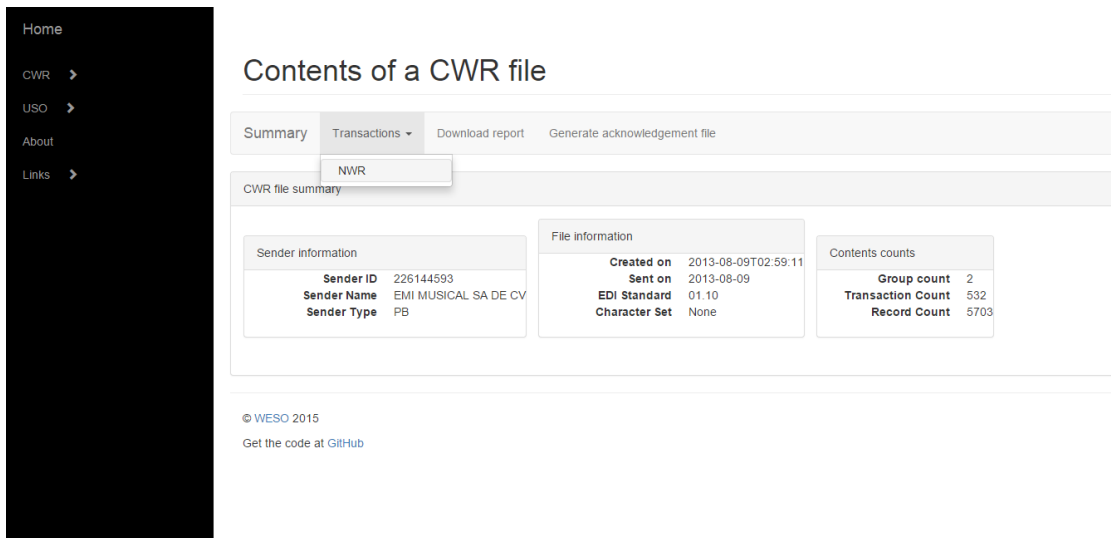 Home
CWR
USO
About
Links
Contents of a CWR file
Summary Transactions Download report Generate acknowledgement file
NWR
CWR file summary
Sender information
Sender ID 226144593
Sender Name EMI MUSICAL SA DE CV
Sender Type PB
File information
Created on 2013-08-09T02:59:11
Sent on 2013-08-09
EDI Standard 01.10
Character Set None
Contents counts
Group count 2
Transaction Count 532
Record Count 5703
© WESO 2015
Get the code at GitHub